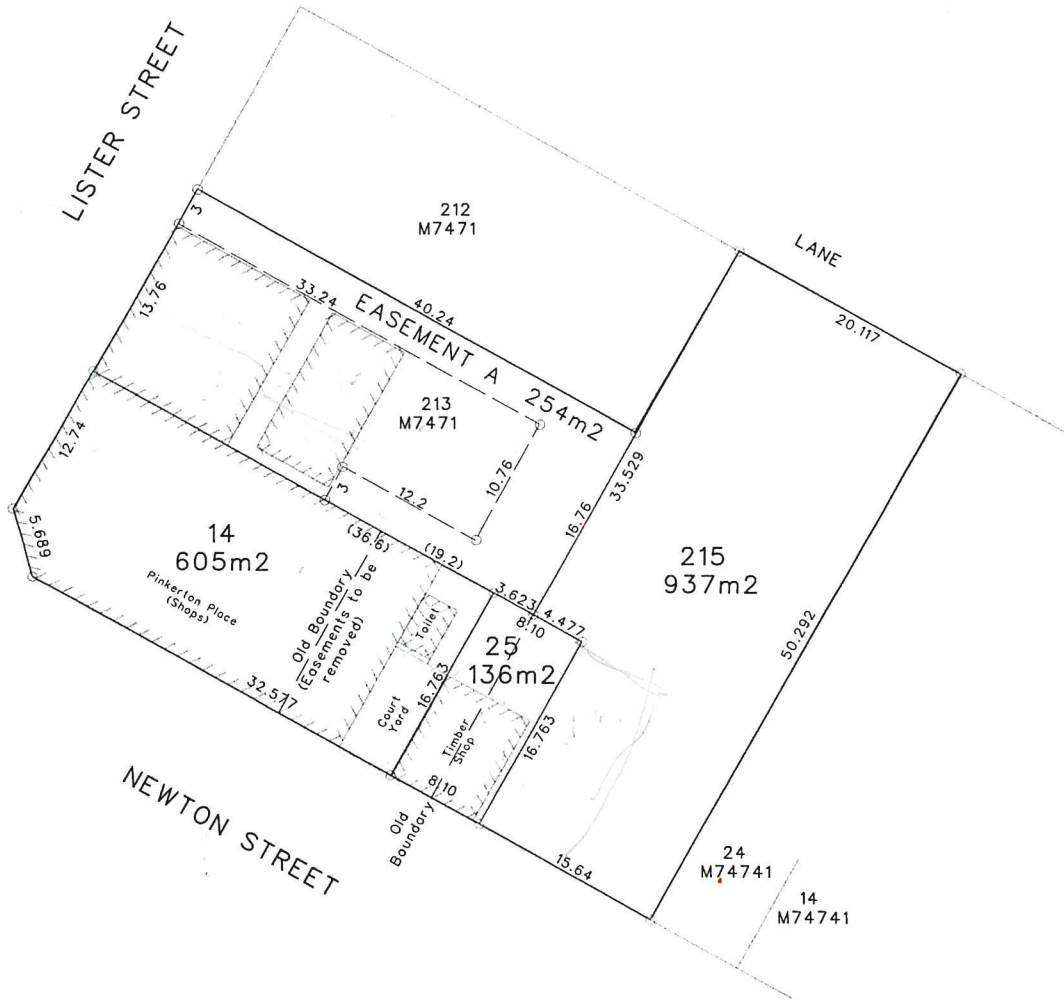 LISTER STREET
212
M7471
LANE
3
33.24
EASEMENT A 254m2
40.24
20.117
13.76
213
M7471
12.74
3
12.2
10.76
16.76
33.529
5.689
14
605m2
Pinkerton Place
(Shops)
(36.6)
(19.2)
Old Boundary
(Easements to be
removed)
Toilet
3.623
4.477
8.10
25
136m2
215
937m2
50.292
32.517
Court
Yard
16.763
Timber
Shop
16.763
8.10
Old
Boundary
NEWTON STREET
15.64
24
M74741
14
M74741